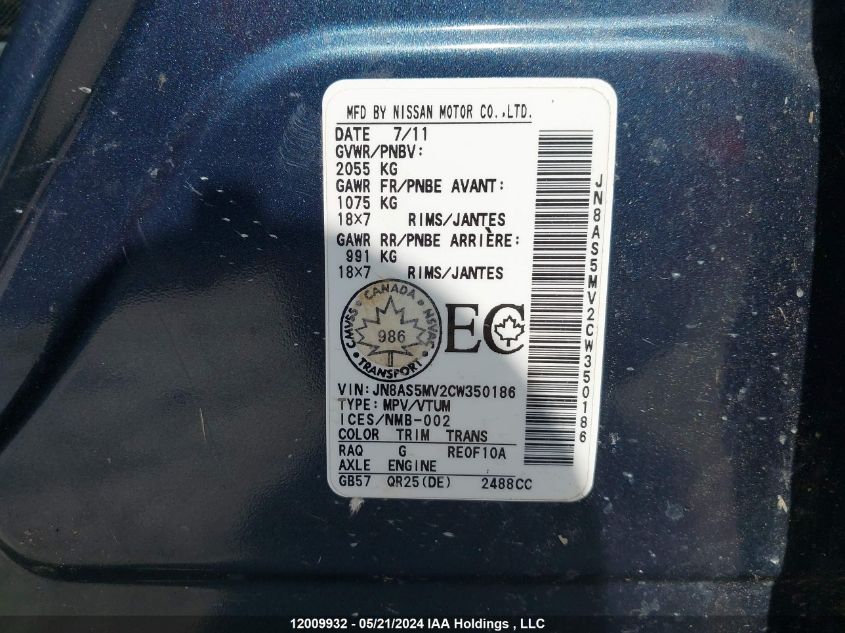 MFD BY NISSAN MOTOR CO.,LTD.
DATE 7/11
GVWR/PNBV:
2055 KG
GAWR FR/PNBE AVANT:
1075 KG
18×7 RIMS/JANTES
GAWR RR/PNBE ARRIÈRE:
991 KG
18×7 RIMS/JANTES
CANADA
CMVSS
NSVAC
986
TRANSPORT
EC
VIN:JN8AS5MV2CW350186
TYPE:MPV/VTUM
ICES/NMB-002
COLOR TRIM TRANS
RAQ G RE0F10A
AXLE ENGINE
GB57 QR25(DE) 2488CC
JN8AS5MV2CW350186
12009932 - 05/21/2024 IAA Holdings , LLC